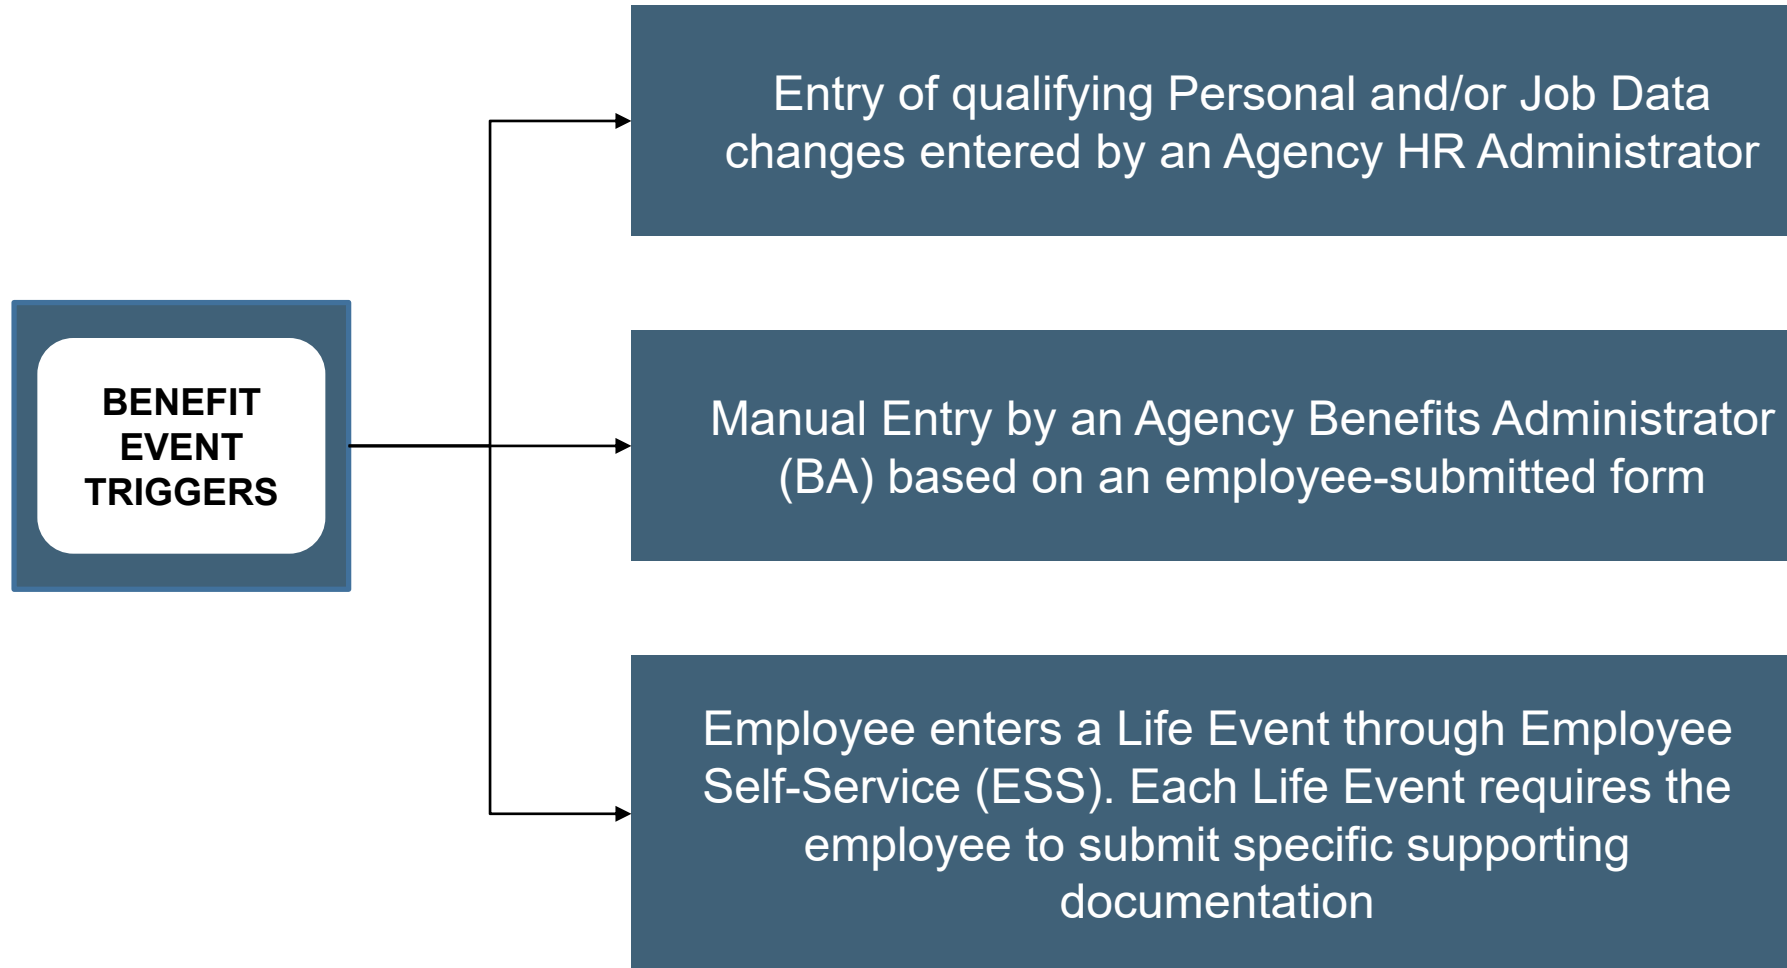 Entry of qualifying Personal and/or Job Data
changes entered by an Agency HR Administrator
BENEFIT
EVENT
TRIGGERS
Manual Entry by an Agency Benefits Administrator
(BA) based on an employee-submitted form
Employee enters a Life Event through Employee
Self-Service (ESS). Each Life Event requires the
employee to submit specific supporting
documentation